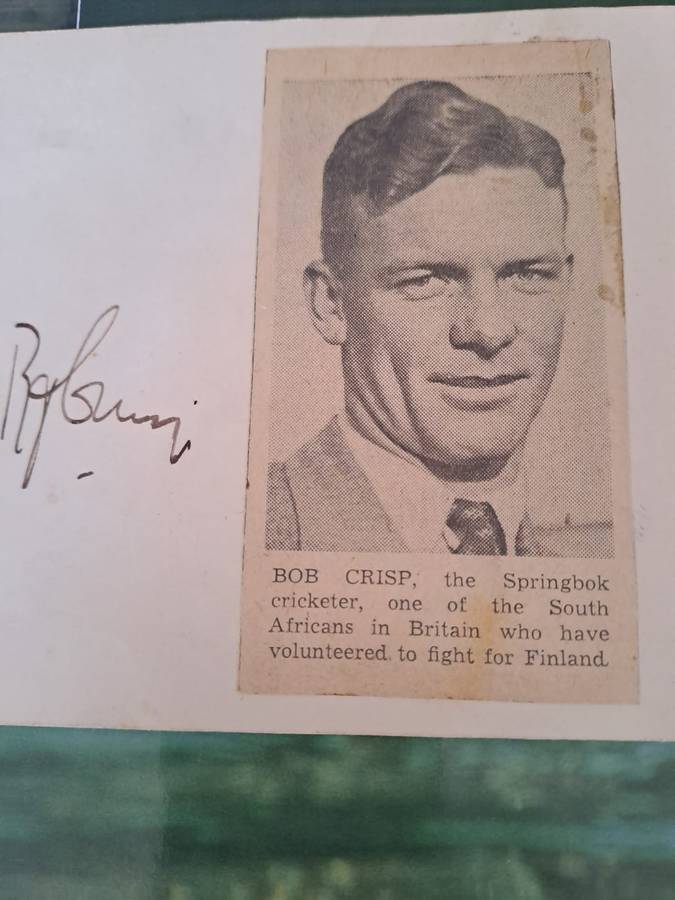 BOB CRISP, the Springbok
cricketer, one of the South
Africans in Britain who have
volunteered to fight for Finland